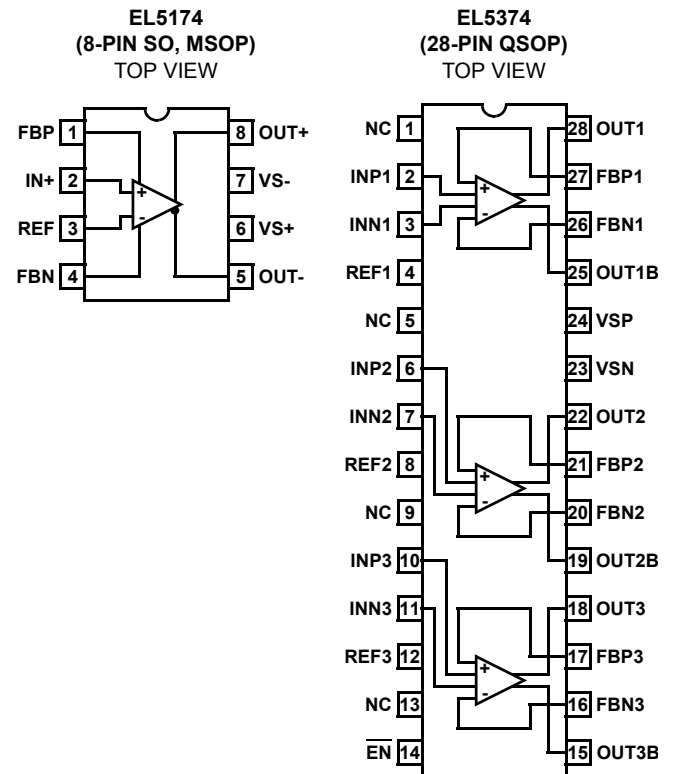 EL5174
(8-PIN SO, MSOP)
TOP VIEW
FBP 1
IN+ 2
REF 3
FBN 4
8 OUT+
7 VS-
6 VS+
5 OUT-
+
-
EL5374
(28-PIN QSOP)
TOP VIEW
NC 1
INP1 2
INN1 3
REF1 4
NC 5
INP2 6
INN2 7
REF2 8
NC 9
INP3 10
INN3 11
REF3 12
NC 13
EN 14
28 OUT1
27 FBP1
26 FBN1
25 OUT1B
24 VSP
23 VSN
22 OUT2
21 FBP2
20 FBN2
19 OUT2B
18 OUT3
17 FBP3
16 FBN3
15 OUT3B
+
-
+
-
+
-